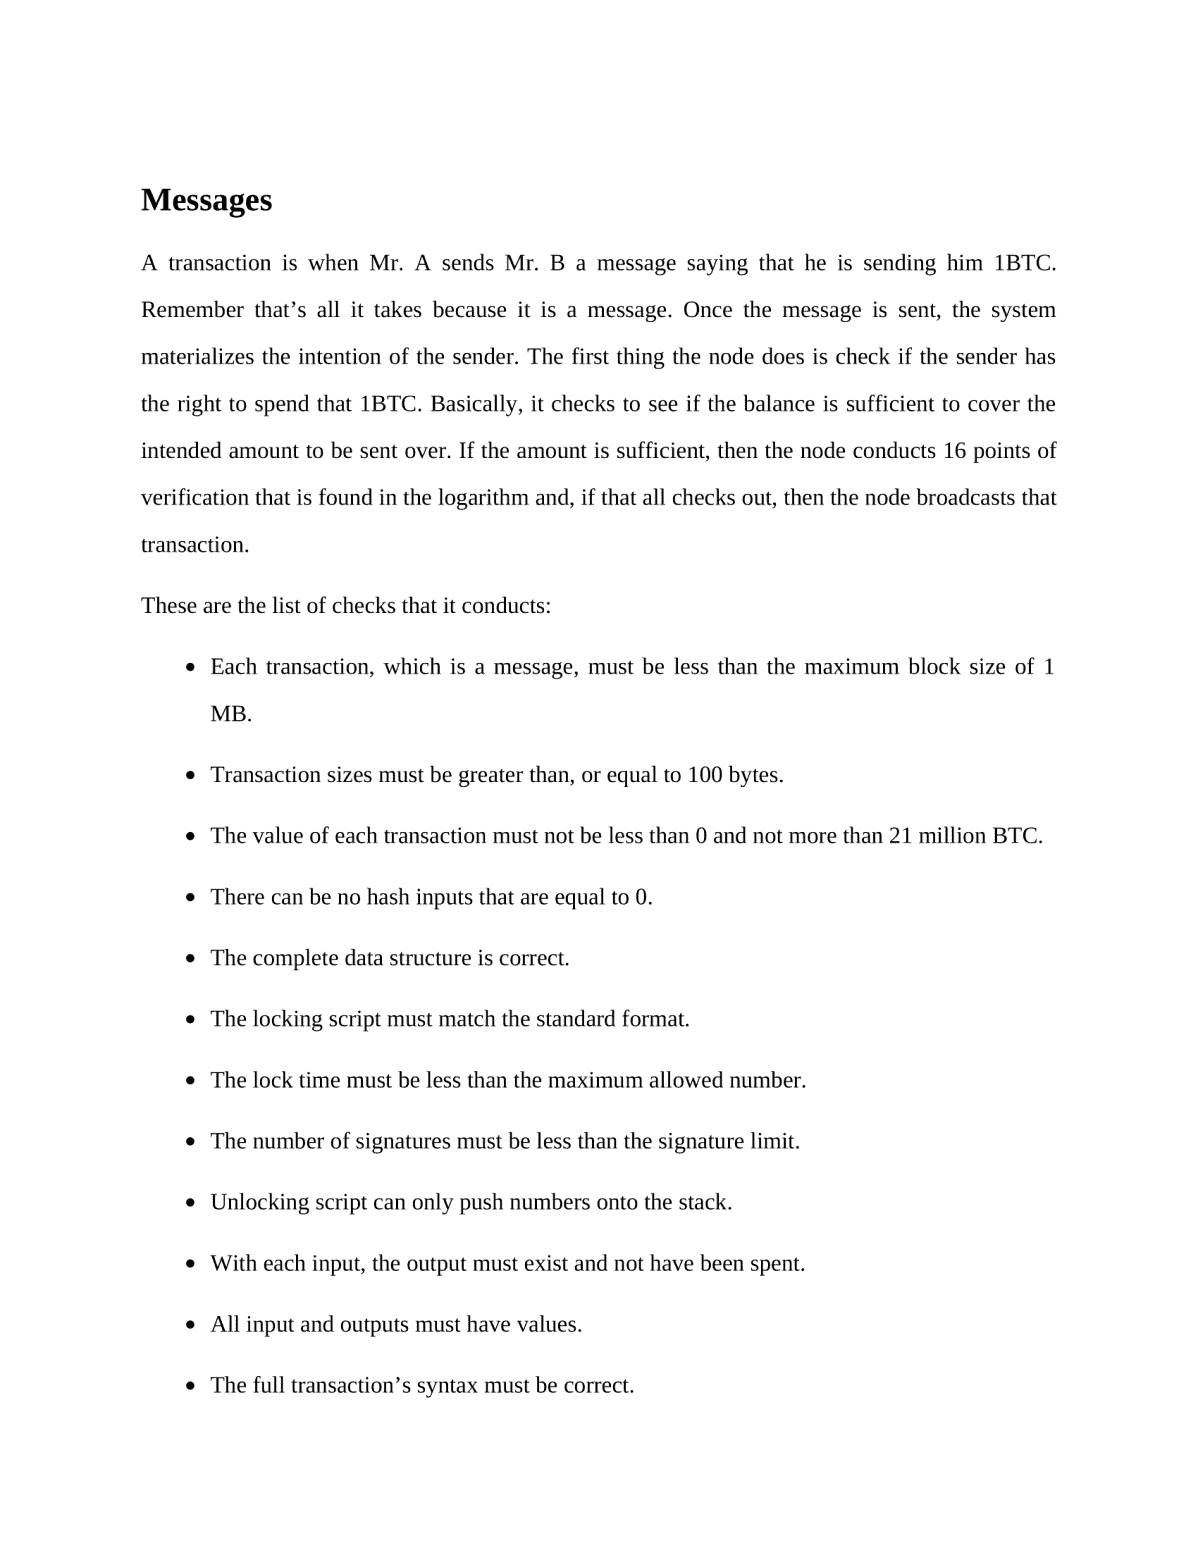 Messages
A transaction is when Mr. A sends Mr. B a message saying that he is sending him 1BTC.
Remember that’s all it takes because it is a message. Once the message is sent, the system
materializes the intention of the sender. The first thing the node does is check if the sender has
the right to spend that 1BTC. Basically, it checks to see if the balance is sufficient to cover the
intended amount to be sent over. If the amount is sufficient, then the node conducts 16 points of
verification that is found in the logarithm and, if that all checks out, then the node broadcasts that
transaction.
These are the list of checks that it conducts:
• Each transaction, which is a message, must be less than the maximum block size of 1
MB.
• Transaction sizes must be greater than, or equal to 100 bytes.
• The value of each transaction must not be less than 0 and not more than 21 million BTC.
• There can be no hash inputs that are equal to 0.
• The complete data structure is correct.
• The locking script must match the standard format.
• The lock time must be less than the maximum allowed number.
• The number of signatures must be less than the signature limit.
• Unlocking script can only push numbers onto the stack.
• With each input, the output must exist and not have been spent.
• All input and outputs must have values.
• The full transaction’s syntax must be correct.